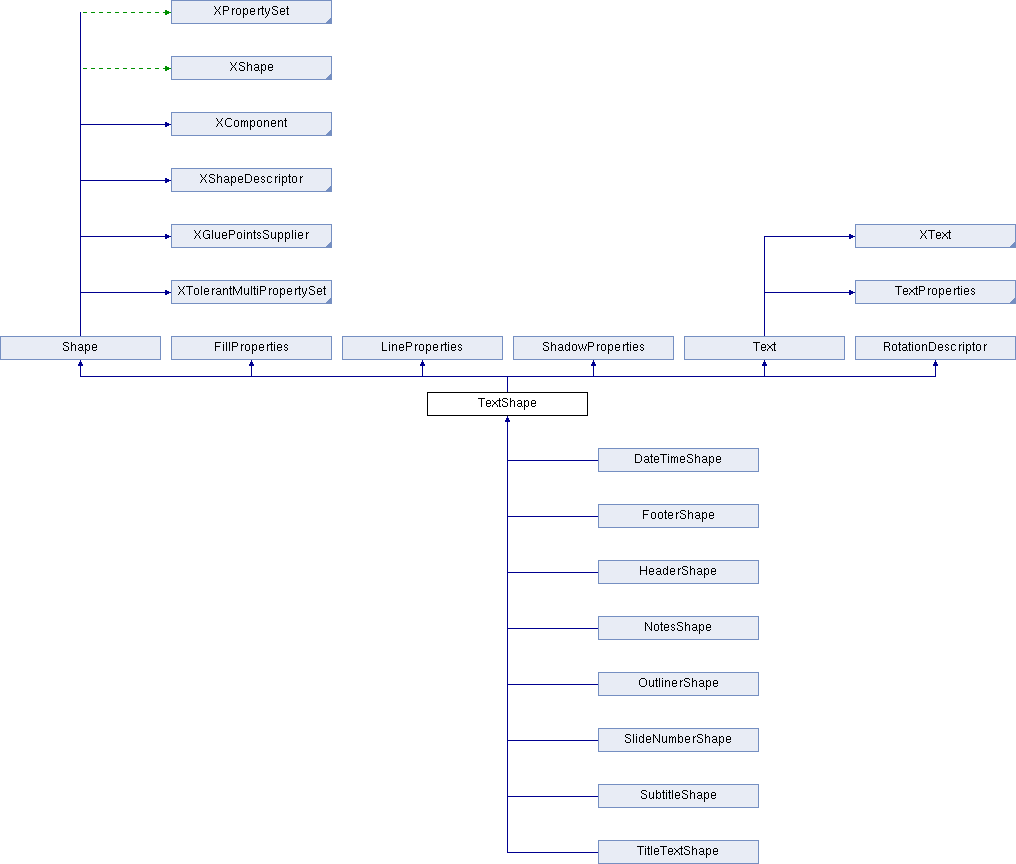 XPropertySet
XShape
XComponent
XShapeDescriptor
XGluePointsSupplier
XText
XTolerantMultiPropertySet
TextProperties
Shape
FillProperties
LineProperties
ShadowProperties
Text
RotationDescriptor
TextShape
DateTimeShape
FooterShape
HeaderShape
NotesShape
OutlinerShape
SlideNumberShape
SubtitleShape
TitleTextShape